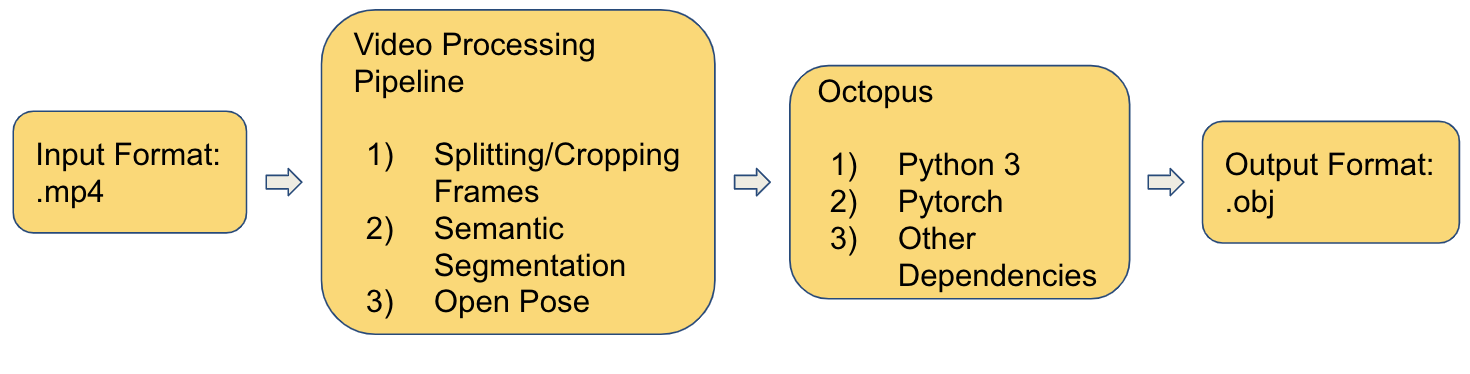 Input Format:
.mp4
Video Processing
Pipeline
1) Splitting/Cropping
Frames
2) Semantic
Segmentation
3) Open Pose
Octopus
1) Python 3
2) Pytorch
3) Other
Dependencies
Output Format:
.obj